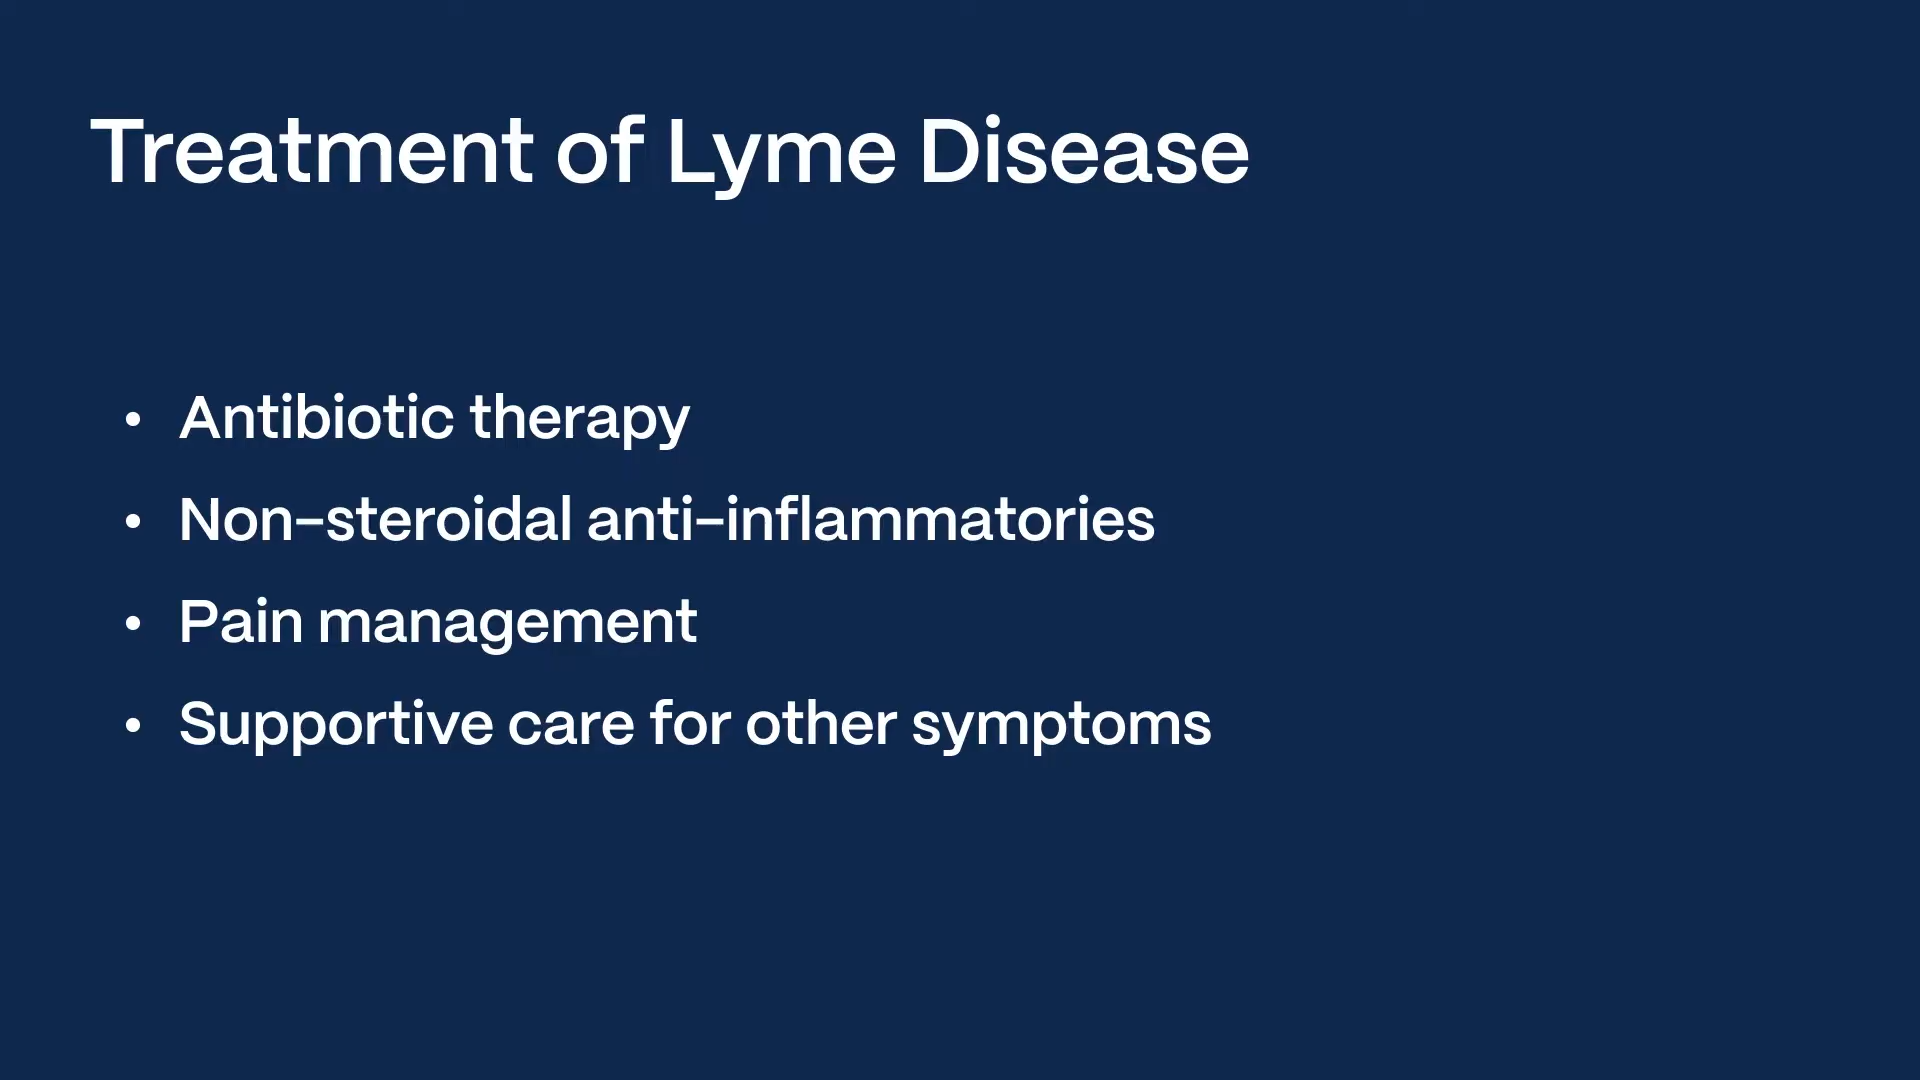 Treatment of Lyme Disease
• Antibiotic therapy
• Non-steroidal anti-inflammatories
• Pain management
• Supportive care for other symptoms